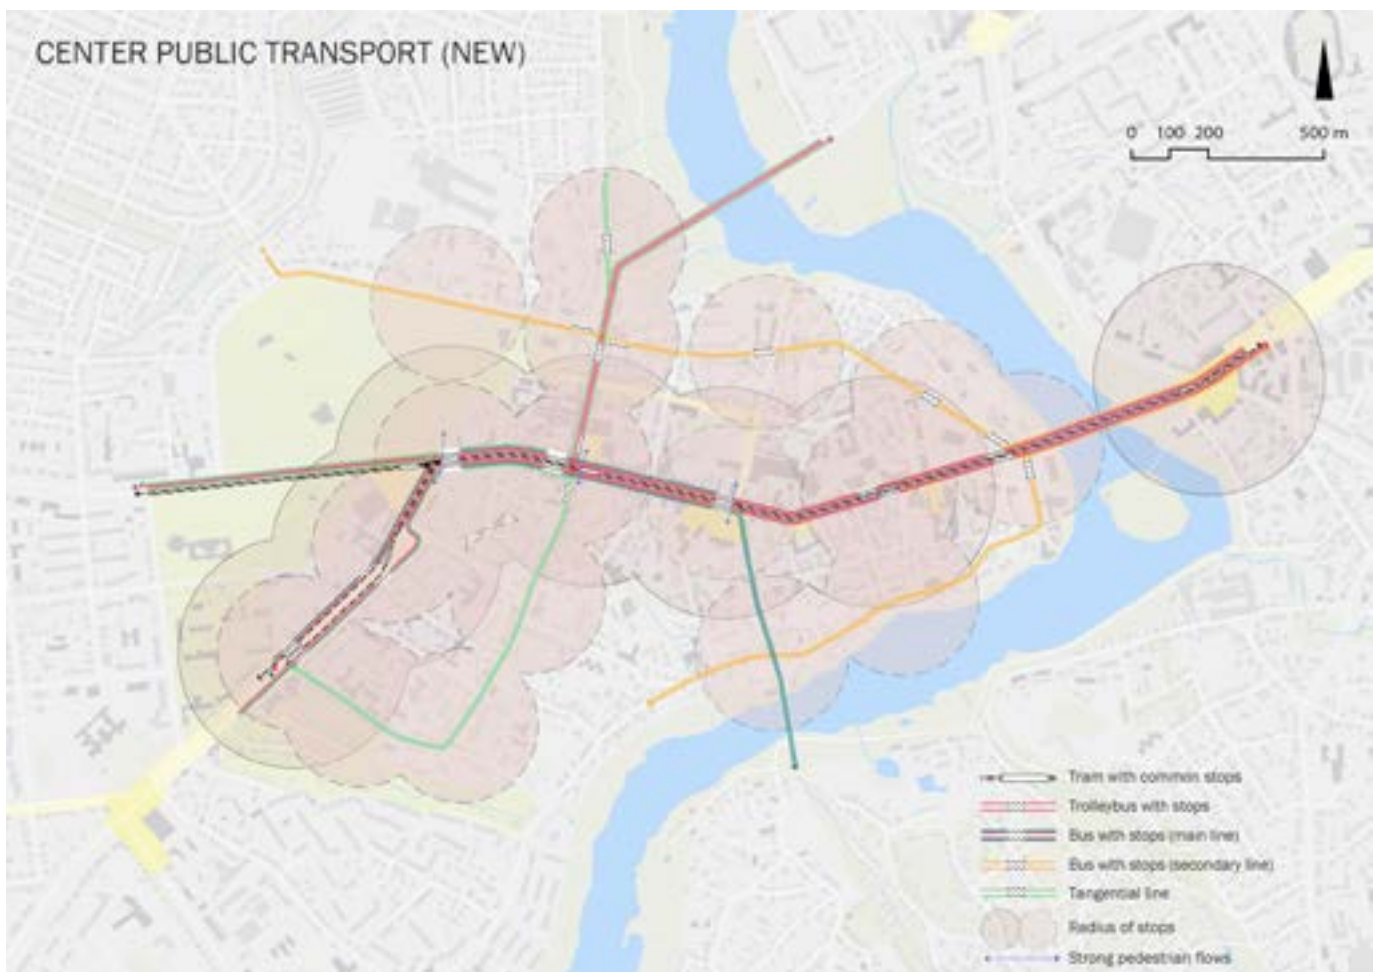 CENTER PUBLIC TRANSPORT (NEW)
0 100 200 500 m
Tram with common stops
Trolleybus with stops
Bus with stops (main line)
Bus with stops (secondary line)
Tangential line
Radius of stops
Strong pedestrian flows